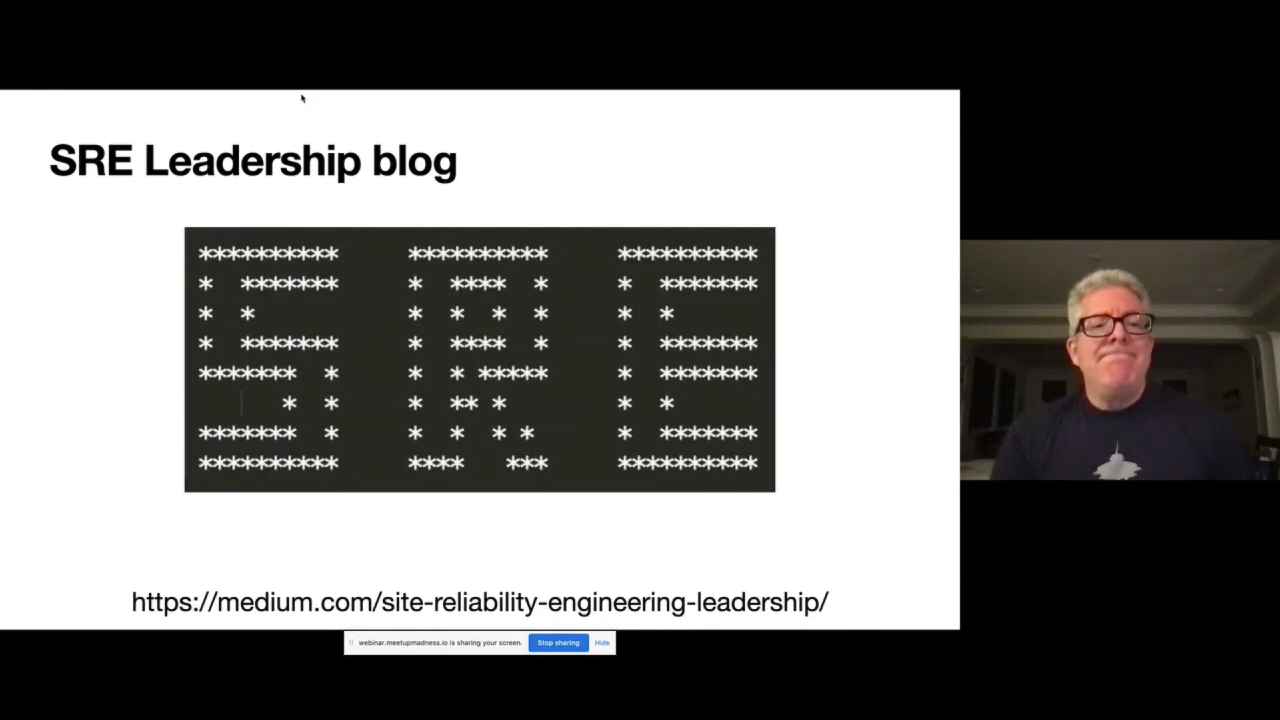 SRE Leadership blog
**********     **********     **********
*  *******     *  ****  *     *  *******
*  *           *  *  *  *     *  *
*  *******     *  ****  *     *  *******
*******  *     *  * *****     *  *******
      *  *     *  ** *        *  *
*******  *     *  *  * *      *  *******
**********     ****   ***     **********
https://medium.com/site-reliability-engineering-leadership/
webinar.meetupmadness.io is sharing your screen. Stop sharing Hide